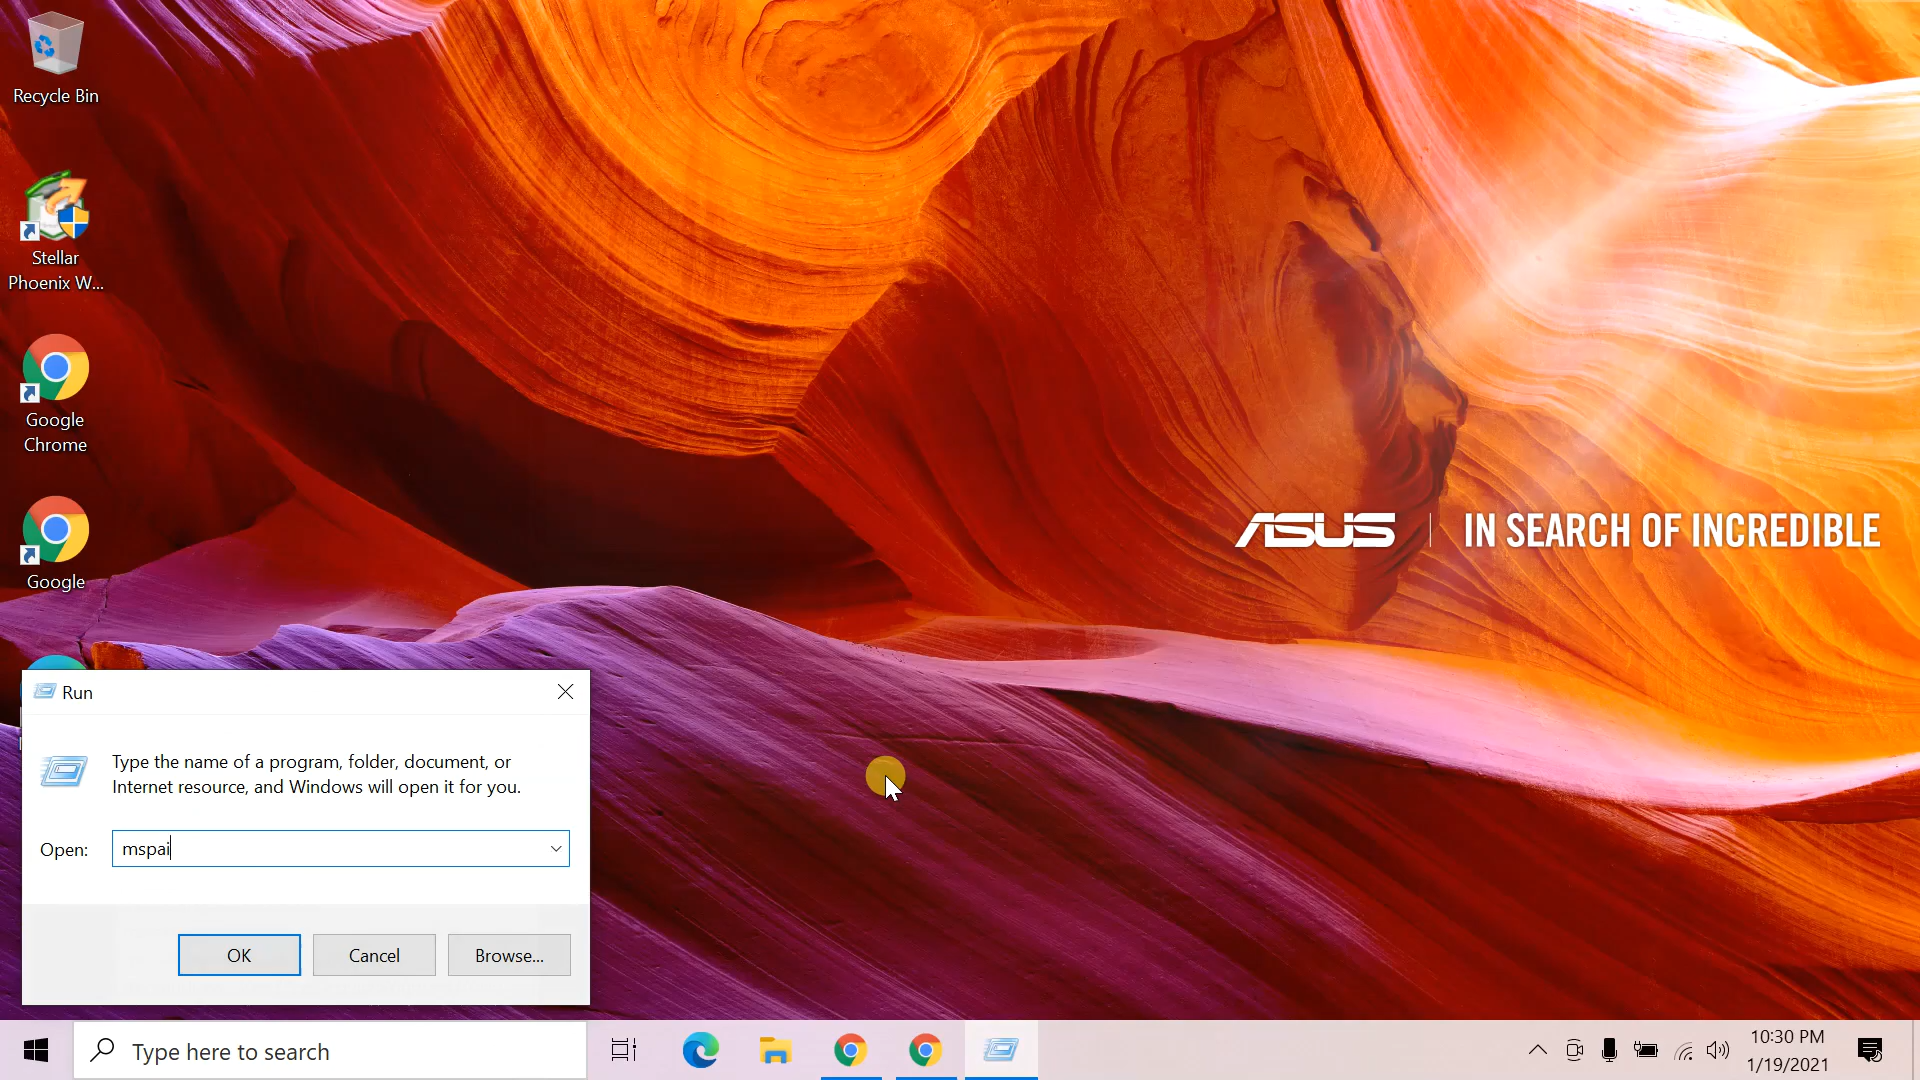 Recycle Bin
Stellar
Phoenix W...
Google
Chrome
Google
ASUS | IN SEARCH OF INCREDIBLE
Run
Type the name of a program, folder, document, or
Internet resource, and Windows will open it for you.
Open: mspai
OK Cancel Browse...
Type here to search
10:30 PM
1/19/2021